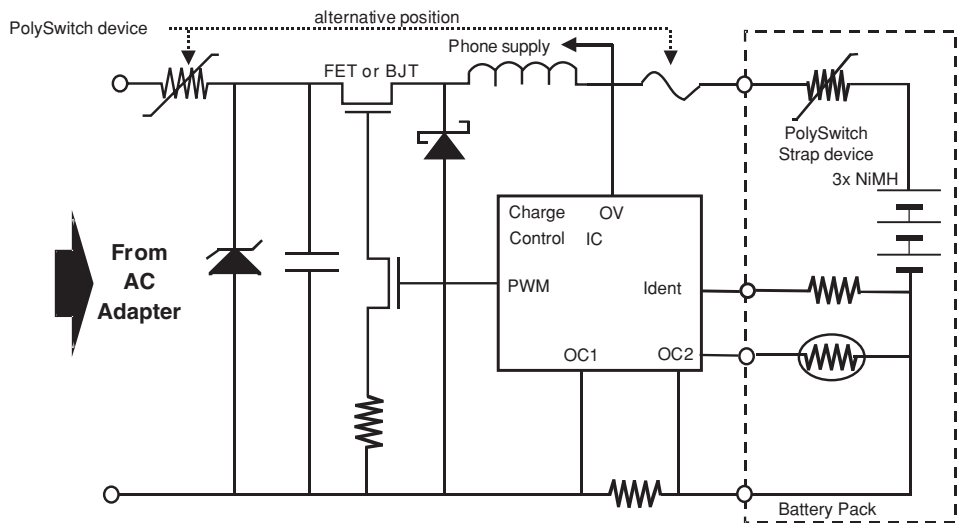 alternative position
PolySwitch device
Phone supply
FET or BJT
PolySwitch
Strap device
3x NiMH
Charge OV
Control IC
From
AC
Adapter
PWM
Ident
OC1
OC2
Battery Pack